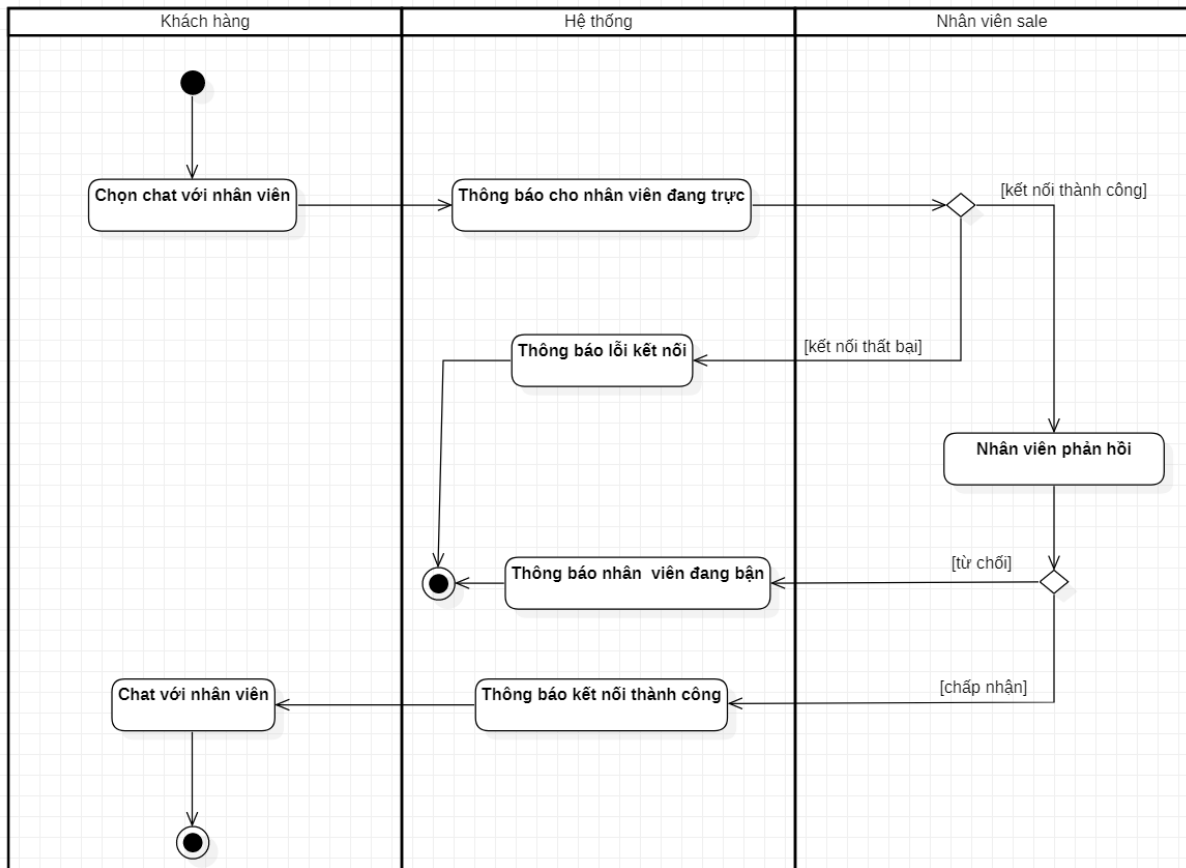 Khách hàng
Hệ thống
Nhân viên sale
Chọn chat với nhân viên
Thông báo cho nhân viên đang trực
[kết nối thành công]
Thông báo lỗi kết nối
[kết nối thất bại]
Nhân viên phản hồi
Thông báo nhân  viên đang bận
[từ chối]
Chat với nhân viên
Thông báo kết nối thành công
[chấp nhận]